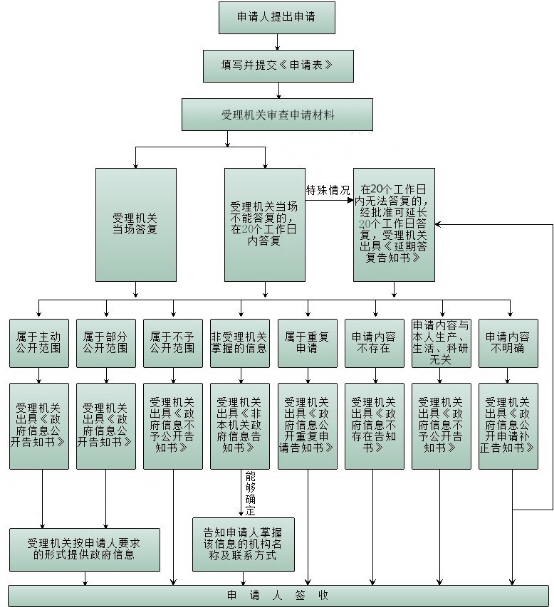 申请人提出申请
填写并提交《申请表》
受理机关审查申请材料
受理机关
当场答复
受理机关当场
不能答复的，
在20个工作日
内答复
特殊情况
在20个工作日
内无法答复的，
经批准可延长
20个工作日答
复，受理机关
出具《延期答
复告知书》
属于主动
公开范围
属于部分
公开范围
属于不予
公开范围
非受理机关
掌握的信息
属于重复
申请
申请内容
不存在
申请内容与
本人生产、
生活、科研
无关
申请内容
不明确
受理机关
出具《政
府信息公
开告知书》
受理机关
出具《政
府信息公
开告知书》
受理机关
出具《政
府信息不
予公开告
知书》
受理机关
出具《非
本机关政
府信息告
知书》
受理机关
出具《政
府信息公
开重复申
请告知书》
受理机关
出具《政
府信息不
存在告知
书》
受理机关
出具《政
府信息不
予公开告
知书》
受理机关
出具《政
府信息公
开申请补
正告知书》
能够确定
受理机关按申请人要求
的形式提供政府信息
告知申请人掌握
该信息的机构名
称及联系方式
申请人签收